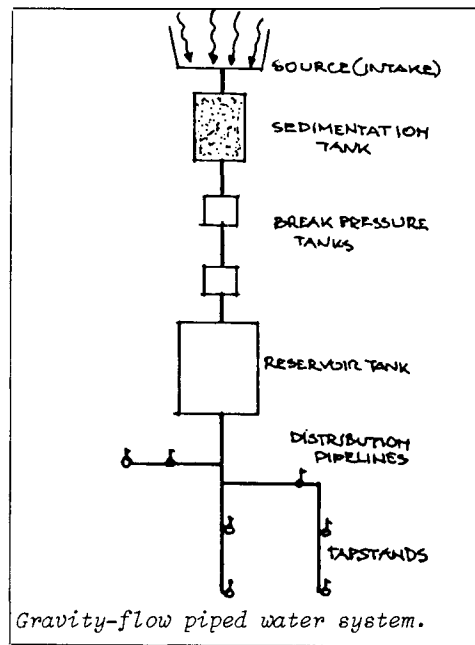 SOURCE (INTAKE)
SEDIMENTATION
TANK
BREAK PRESSURE
TANKS
RESERVOIR TANK
DISTRIBUTION
PIPELINES
TAPSTANDS
Gravity-flow piped water system.